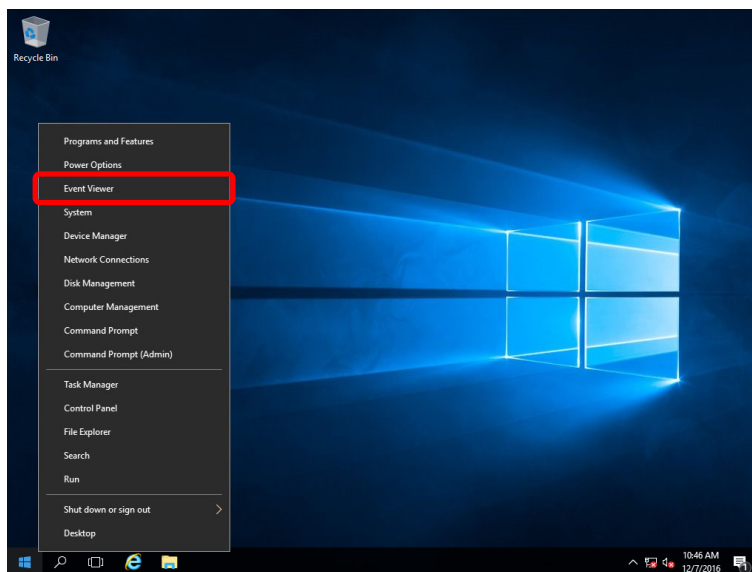 Recycle Bin
Programs and Features
Power Options
Event Viewer
System
Device Manager
Network Connections
Disk Management
Computer Management
Command Prompt
Command Prompt (Admin)
Task Manager
Control Panel
File Explorer
Search
Run
Shut down or sign out
Desktop
10:46 AM
12/7/2016